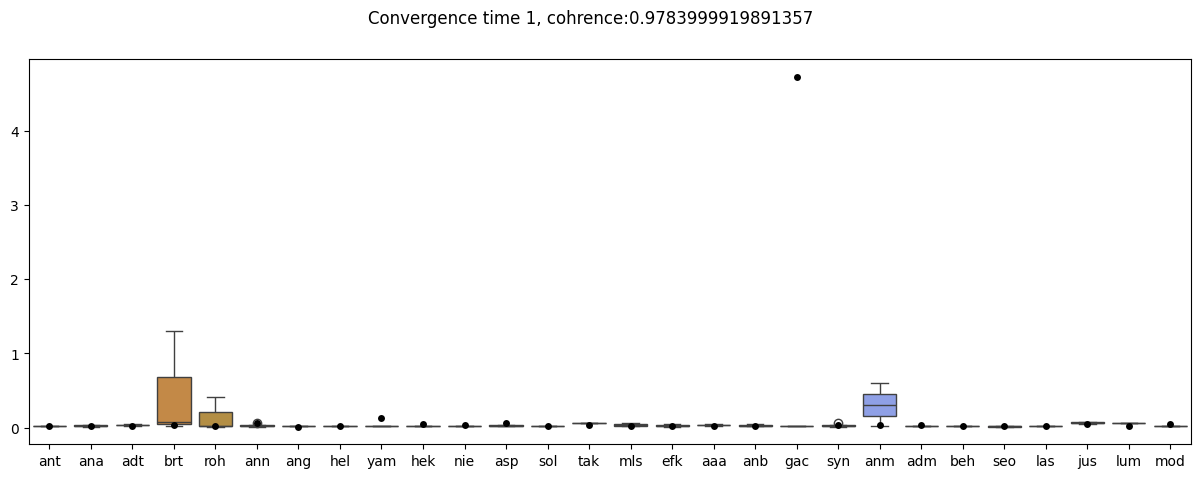 Convergence time 1, cohrence:0.9783999919891357
4
3
2
1
0
ant ana adt brt roh ann ang hel yam hek nie asp sol tak mls efk aaa anb gac syn anm adm beh seo las jus lum mod